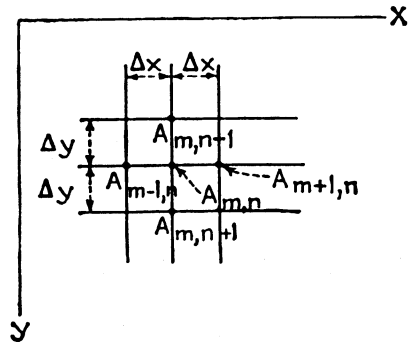 X
Δx Δx
A m,n-1
Δy
A m-1,n
A m+1,n
Δy
A m,n
A m,n+1
y